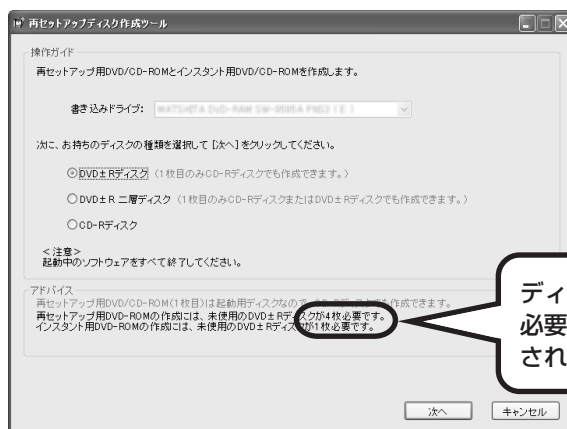 再セットアップディスク作成ツール
操作ガイド
再セットアップ用DVD/CD-ROMとインスタント用DVD/CD-ROMを作成します。
書き込みドライブ:
次に、お持ちのディスクの種類を選択して [次へ] をクリックしてください。
DVD±Rディスク (1枚目のみCD-Rディスクでも作成できます。)
DVD±R 二層ディスク (1枚目のみCD-RディスクまたはDVD±Rディスクでも作成できます。)
CD-Rディスク
<注意>
起動中のソフトウェアをすべて終了してください。
アドバイス
再セットアップ用DVD/CD-ROM(1枚目)は起動用ディスクなので、CD-Rディスクでも作成できます。
再セットアップ用DVD-ROMの作成には、未使用のDVD±Rディスクが4枚必要です。
インスタント用DVD-ROMの作成には、未使用のDVD±Rディスクが1枚必要です。
ディ
必要
され
次へ
キャンセル